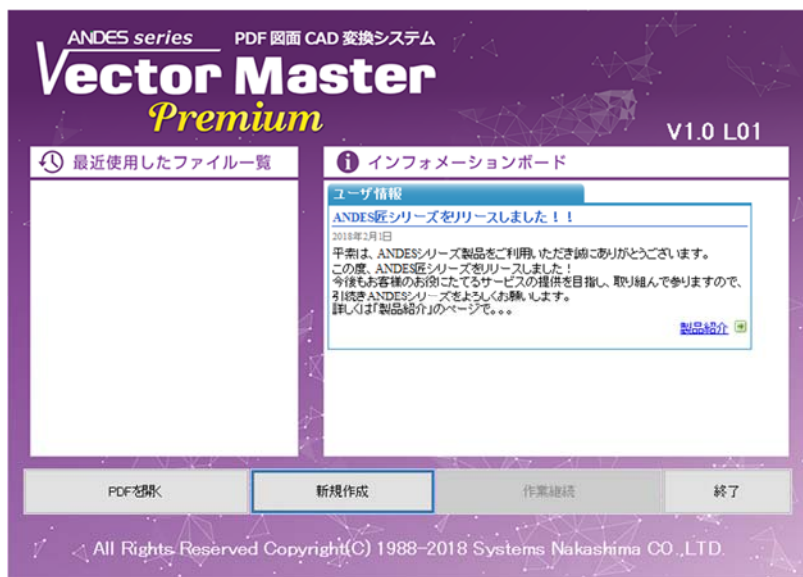 ANDES series PDF 図面 CAD 変換システム
Vector Master
Premium
V1.0 L01
最近使用したファイル一覧
インフォメーションボード
ユーザ情報
ANDES匠シリーズをリリースしました！！
2018年2月1日
平素は、ANDESシリーズ製品をご利用いただき誠にありがとうございます。
この度、ANDES匠シリーズをリリースしました！
今後もお客様のお役にたてるサービスの提供を目指し、取り組んで参りますので、
引続きANDESシリーズをよろしくお願いします。
詳しくは「製品紹介」のページで。。。
製品紹介
PDFを開く
新規作成
作業継続
終了
All Rights Reserved Copyright(C) 1988-2018 Systems Nakashima CO.,LTD.